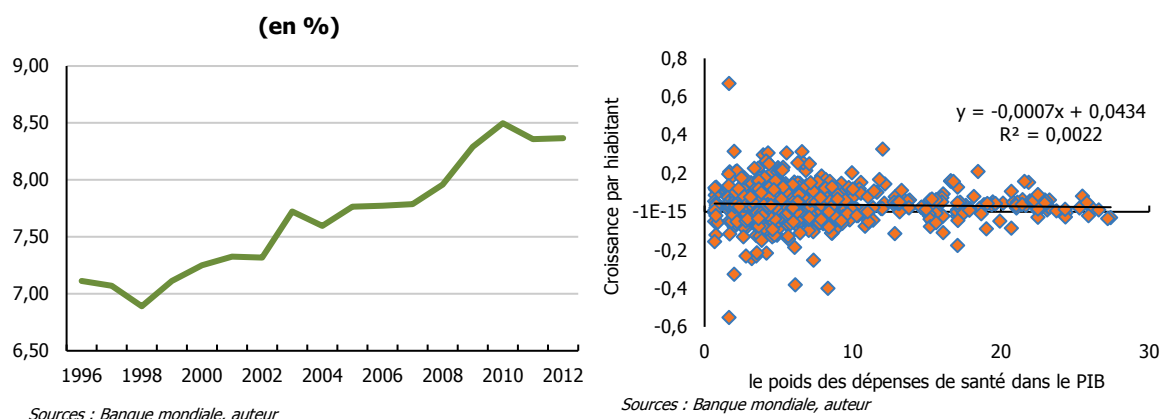 (en %)
9,00
8,50
8,00
7,50
7,00
6,50
1996 1998 2000 2002 2004 2006 2008 2010 2012
Sources : Banque mondiale, auteur
0,8
0,6
0,4
0,2
-1E-15
-0,2
-0,4
-0,6
Croissance par hiabitant
y = -0,0007x + 0,0434
R² = 0,0022
0 10 20 30
le poids des dépenses de santé dans le PIB
Sources : Banque mondiale, auteur